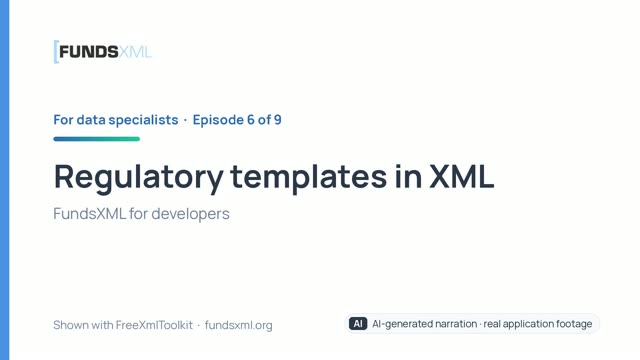 [FUNDSXML
For data specialists · Episode 6 of 9
Regulatory templates in XML
FundsXML for developers
Shown with FreeXmlToolkit · fundsxml.org
AI AI-generated narration · real application footage